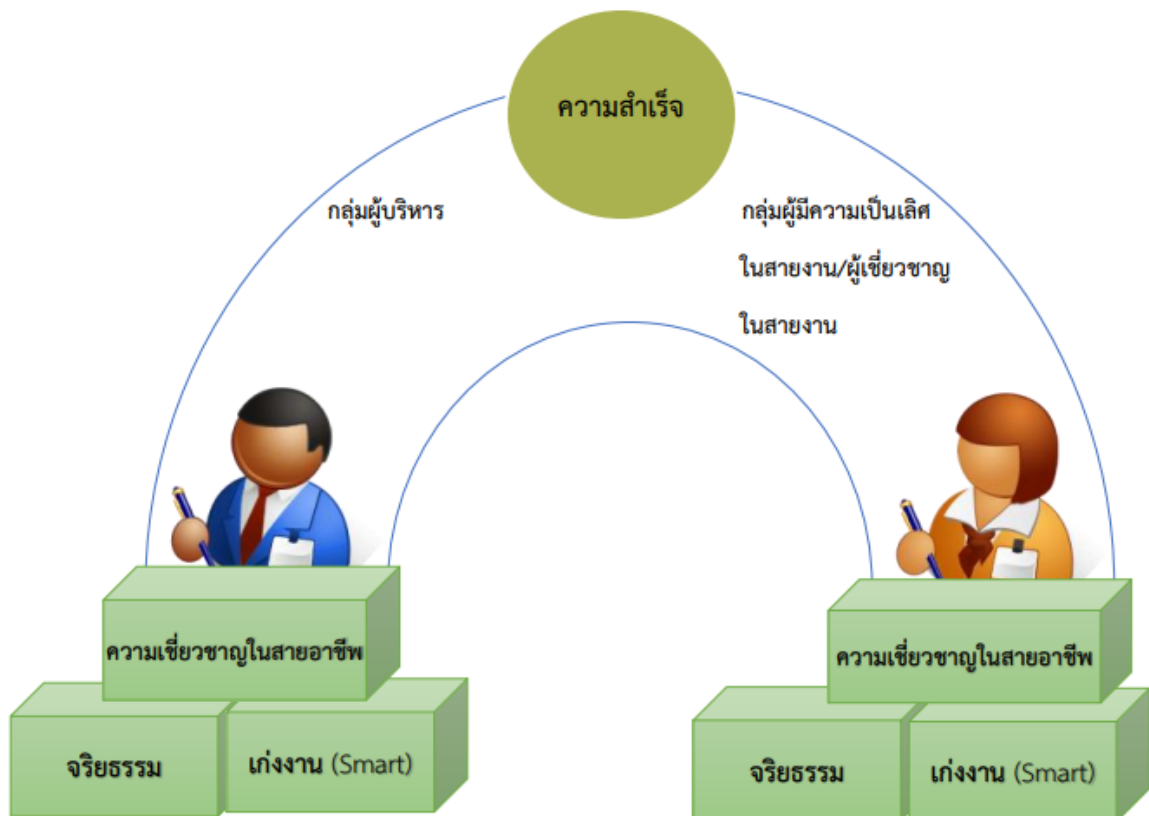 ความสำเร็จ
กลุ่มผู้บริหาร
กลุ่มผู้มีความเป็นเลิศ
ในสายงาน/ผู้เชี่ยวชาญ
ในสายงาน
ความเชี่ยวชาญในสายอาชีพ
จริยธรรม
เก่งงาน (Smart)
ความเชี่ยวชาญในสายอาชีพ
จริยธรรม
เก่งงาน (Smart)